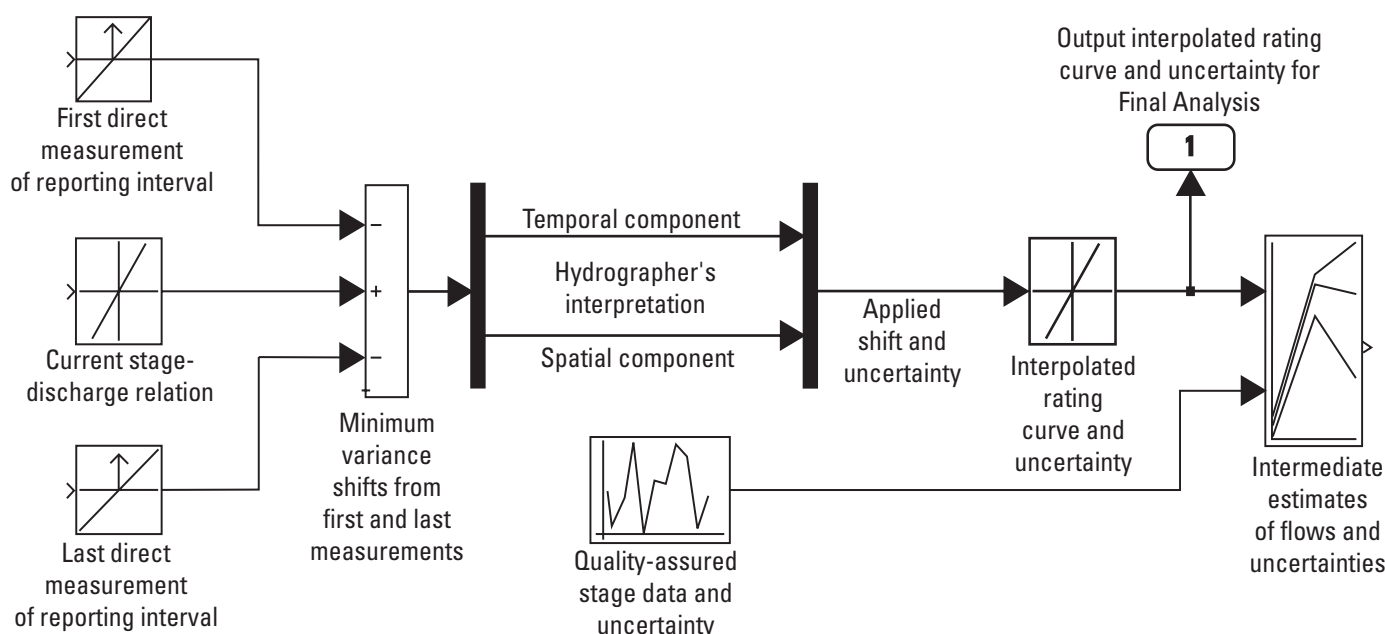 First direct
measurement
of reporting interval
Current stage-
discharge relation
Last direct
measurement
of reporting interval
−
+
−
Minimum
variance
shifts from
first and last
measurements
Temporal component
Hydrographer's
interpretation
Spatial component
Quality-assured
stage data and
uncertainty
Applied
shift and
uncertainty
Interpolated
rating
curve and
uncertainty
Output interpolated rating
curve and uncertainty for
Final Analysis
1
Intermediate
estimates
of flows and
uncertainties